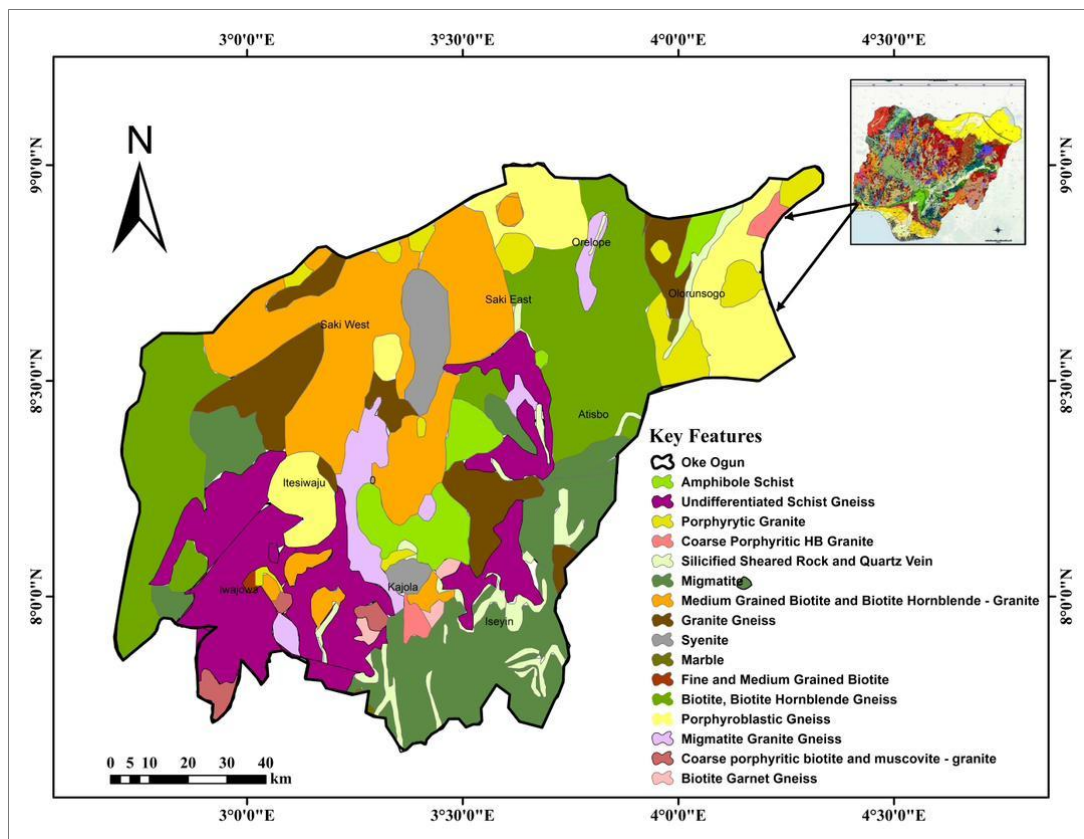 3°0'0"E 3°30'0"E 4°0'0"E 4°30'0"E
N
9°0'0"N
9°0'0"N
Orelope
Olorunsogo
Saki East
Saki West
8°30'0"N
8°30'0"N
Atisbo
Itesiwaju
8°0'0"N
8°0'0"N
Iwajowa
Kajola
Iseyin
Key Features
Oke Ogun
Amphibole Schist
Undifferentiated Schist Gneiss
Porphyrytic Granite
Coarse Porphyritic HB Granite
Silicified Sheared Rock and Quartz Vein
Migmatite
Medium Grained Biotite and Biotite Hornblende - Granite
Granite Gneiss
Syenite
Marble
Fine and Medium Grained Biotite
Biotite, Biotite Hornblende Gneiss
Porphyroblastic Gneiss
Migmatite Granite Gneiss
Coarse porphyritic biotite and muscovite - granite
Biotite Garnet Gneiss
0 5 10 20 30 40
km
3°0'0"E 3°30'0"E 4°0'0"E 4°30'0"E